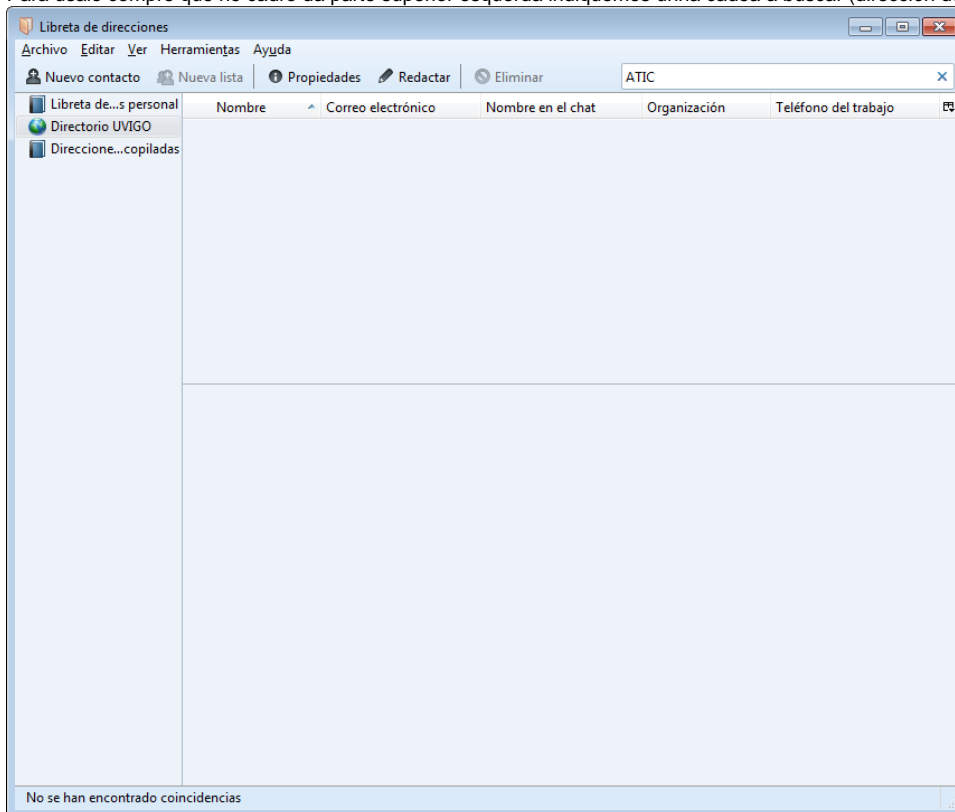 Libreta de direcciones
Archivo Editar Ver Herramientas Ayuda
Nuevo contacto Nueva lista Propiedades Redactar Eliminar ATIC
Libreta de...s personal Nombre Correo electrónico Nombre en el chat Organización Teléfono del trabajo
Directorio UVIGO
Direccione...copiladas
No se han encontrado coincidencias